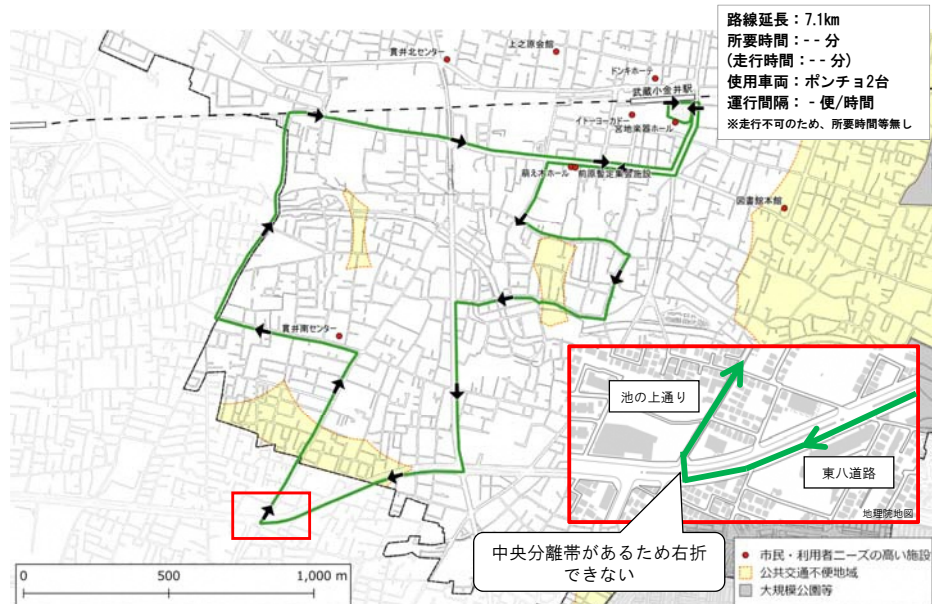 路線延長：7.1km
所要時間：-- 分
(走行時間：-- 分)
使用車両：ポンチョ2台
運行間隔： - 便/時間
※走行不可のため、所要時間等無し
貫井北センター
上之原会館
ドンキホーテ
武蔵小金井駅
イトーヨーカドー
宮地楽器ホール
萌え木ホール
前原暫定集会施設
図書館本館
貫井南センター
池の上通り
東八道路
地理院地図
中央分離帯があるため右折
できない
0 500 1,000 m
市民・利用者ニーズの高い施設
公共交通不便地域
大規模公園等